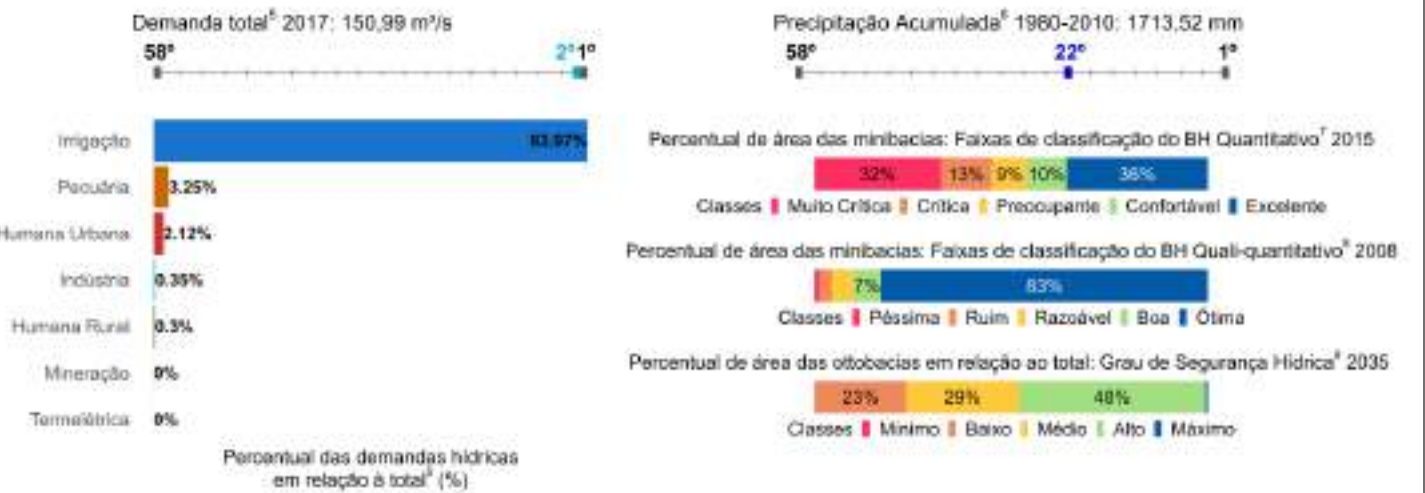 Demanda total⁶ 2017: 150,99 m³/s
58º 2º 1º
Irrigação 93.97%
Pecuária 3.25%
Humana Urbana 2.12%
Indústria 0.35%
Humana Rural 0.3%
Mineração 0%
Termelétrica 0%
Percentual das demandas hídricas
em relação à total (%)
Precipitação Acumulada⁶ 1980-2010: 1713,52 mm
58º 22º 1º
Percentual de área das minibacias: Faixas de classificação do BH Quantitativo⁷ 2015
32% 13% 9% 10% 36%
Classes Muito Crítica Crítica Preocupante Confortável Excelente
Percentual de área das minibacias: Faixas de classificação do BH Quali-quantitativo⁸ 2008
7% 83%
Classes Péssima Ruim Razoável Boa Ótima
Percentual de área das ottobacias em relação ao total: Grau de Segurança Hídrica 2035
23% 29% 48%
Classes Mínimo Baixo Médio Alto Máximo